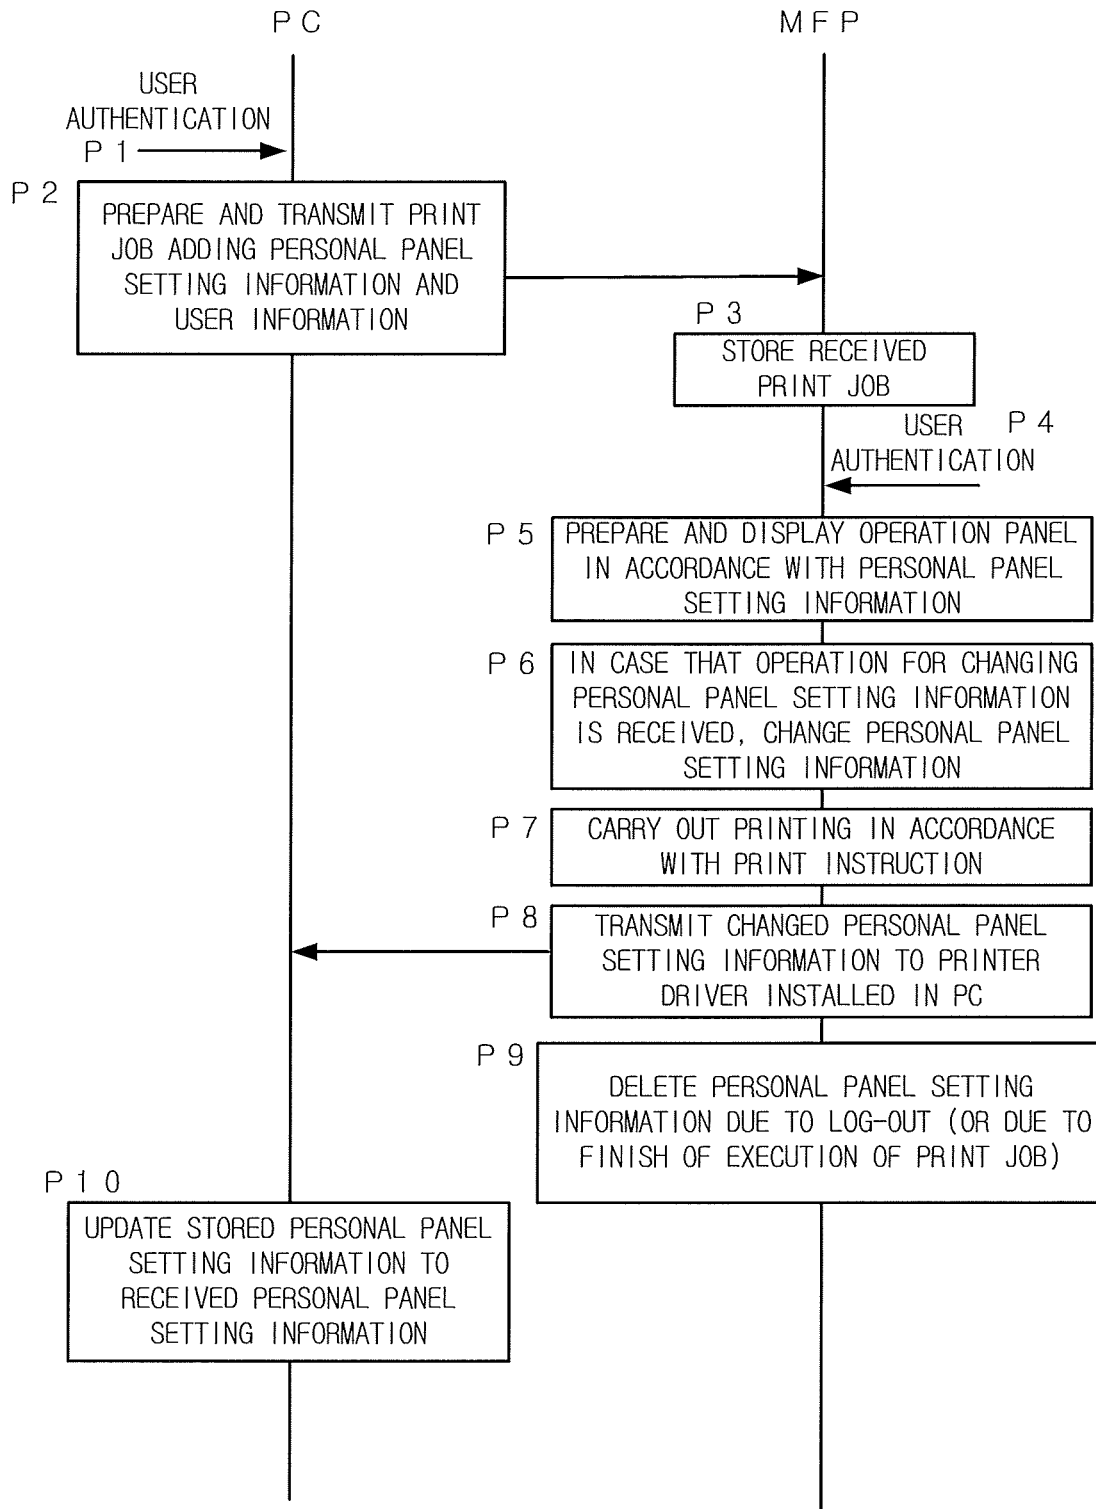 PC
MFP
USER
AUTHENTICATION
P1
P2
PREPARE AND TRANSMIT PRINT
JOB ADDING PERSONAL PANEL
SETTING INFORMATION AND
USER INFORMATION
P3
STORE RECEIVED
PRINT JOB
P4
USER
AUTHENTICATION
P5
PREPARE AND DISPLAY OPERATION PANEL
IN ACCORDANCE WITH PERSONAL PANEL
SETTING INFORMATION
P6
IN CASE THAT OPERATION FOR CHANGING
PERSONAL PANEL SETTING INFORMATION
IS RECEIVED, CHANGE PERSONAL PANEL
SETTING INFORMATION
P7
CARRY OUT PRINTING IN ACCORDANCE
WITH PRINT INSTRUCTION
P8
TRANSMIT CHANGED PERSONAL PANEL
SETTING INFORMATION TO PRINTER
DRIVER INSTALLED IN PC
P9
DELETE PERSONAL PANEL SETTING
INFORMATION DUE TO LOG-OUT (OR DUE TO
FINISH OF EXECUTION OF PRINT JOB)
P10
UPDATE STORED PERSONAL PANEL
SETTING INFORMATION TO
RECEIVED PERSONAL PANEL
SETTING INFORMATION